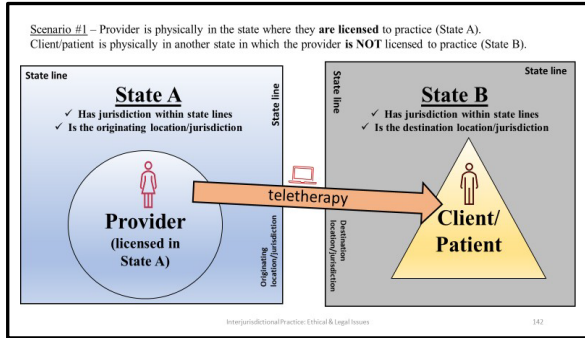 Scenario #1 – Provider is physically in the state where they are licensed to practice (State A).
Client/patient is physically in another state in which the provider is NOT licensed to practice (State B).
State line
State A
✓ Has jurisdiction within state lines
✓ Is the originating location/jurisdiction
State line
Provider
(licensed in
State A)
Originating
location/jurisdiction
teletherapy
State line
State line
State B
✓ Has jurisdiction within state lines
✓ Is the destination location/jurisdiction
Client/
Patient
Destination
location/jurisdiction
Interjurisdictional Practice: Ethical & Legal Issues
142